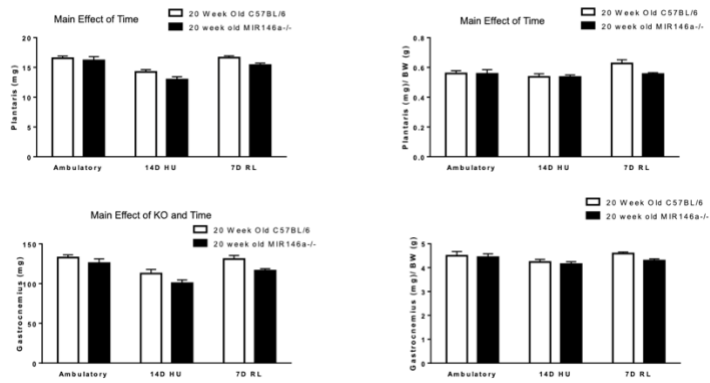 Main Effect of Time
20 Week Old C57BL/6
20 week old MIR146a-/-
Plantaris (mg)
20
15
10
5
0
Ambulatory 14D HU 7D RL
Main Effect of Time
20 Week Old C57BL/6
20 week old MIR146a-/-
Plantaris (mg)/ BW (g)
0.8
0.6
0.4
0.2
0.0
Ambulatory 14D HU 7D RL
Main Effect of KO and Time
20 Week Old C57BL/6
20 week old MIR146a-/-
Gastrocnemius (mg)
150
100
50
0
Ambulatory 14D HU 7D RL
20 Week Old C57BL/6
20 week old MIR146a-/-
Gastrocnemius (mg)/ BW (g)
5
4
3
2
1
0
Ambulatory 14D HU 7D RL